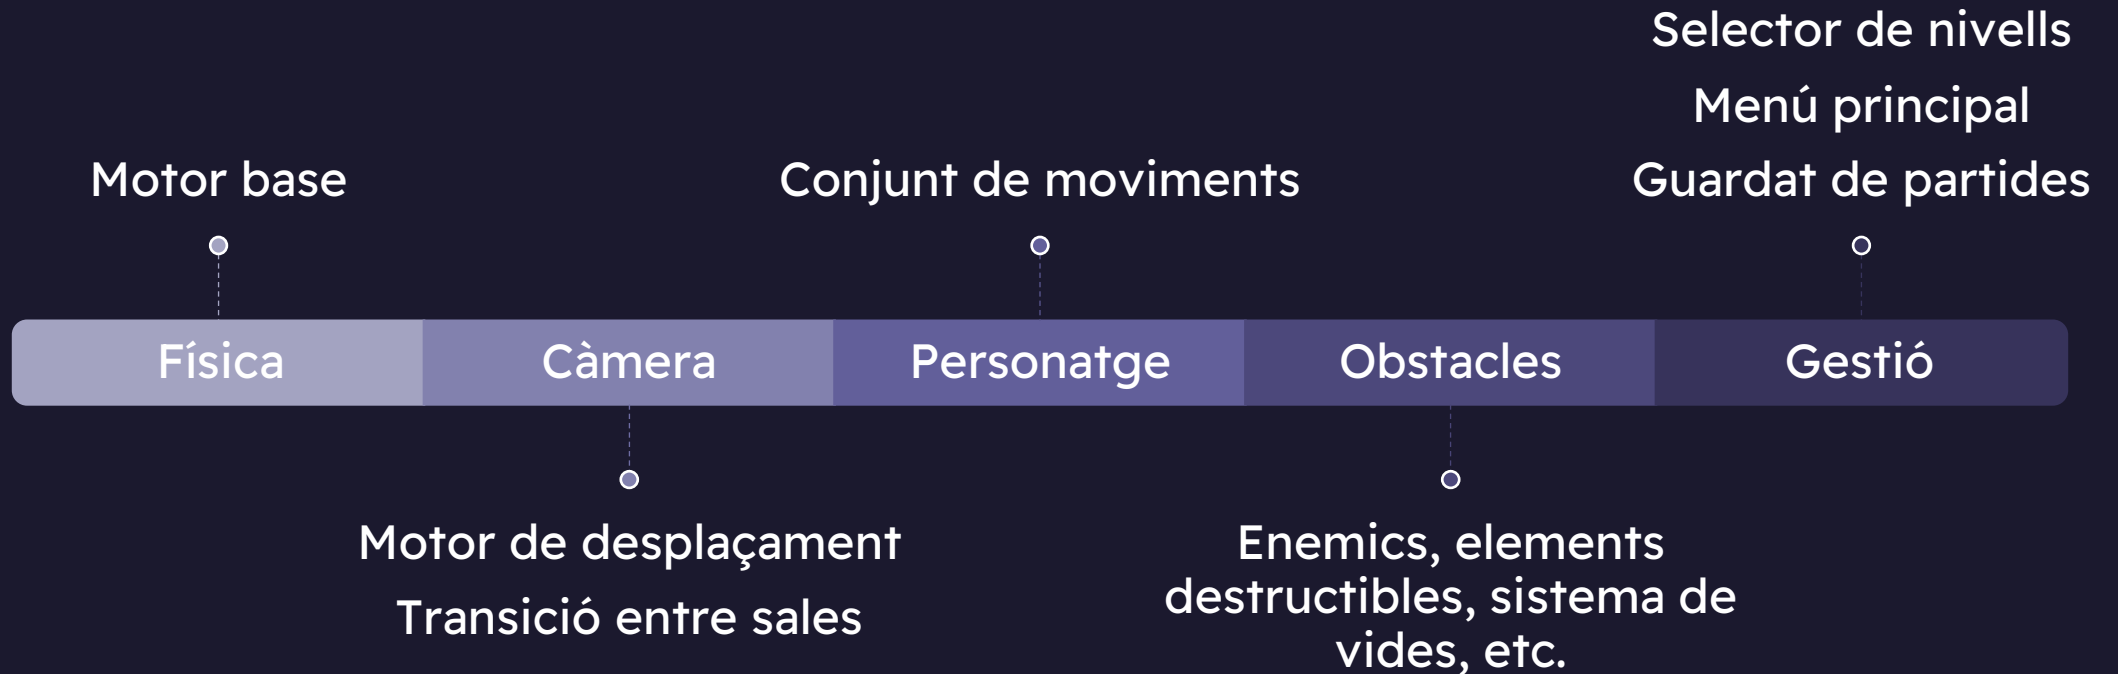 Selector de nivells
Menú principal
Guardat de partides
Motor base
Conjunt de moviments
Física
Càmera
Personatge
Obstacles
Gestió
Motor de desplaçament
Transició entre sales
Enemics, elements
destructibles, sistema de
vides, etc.